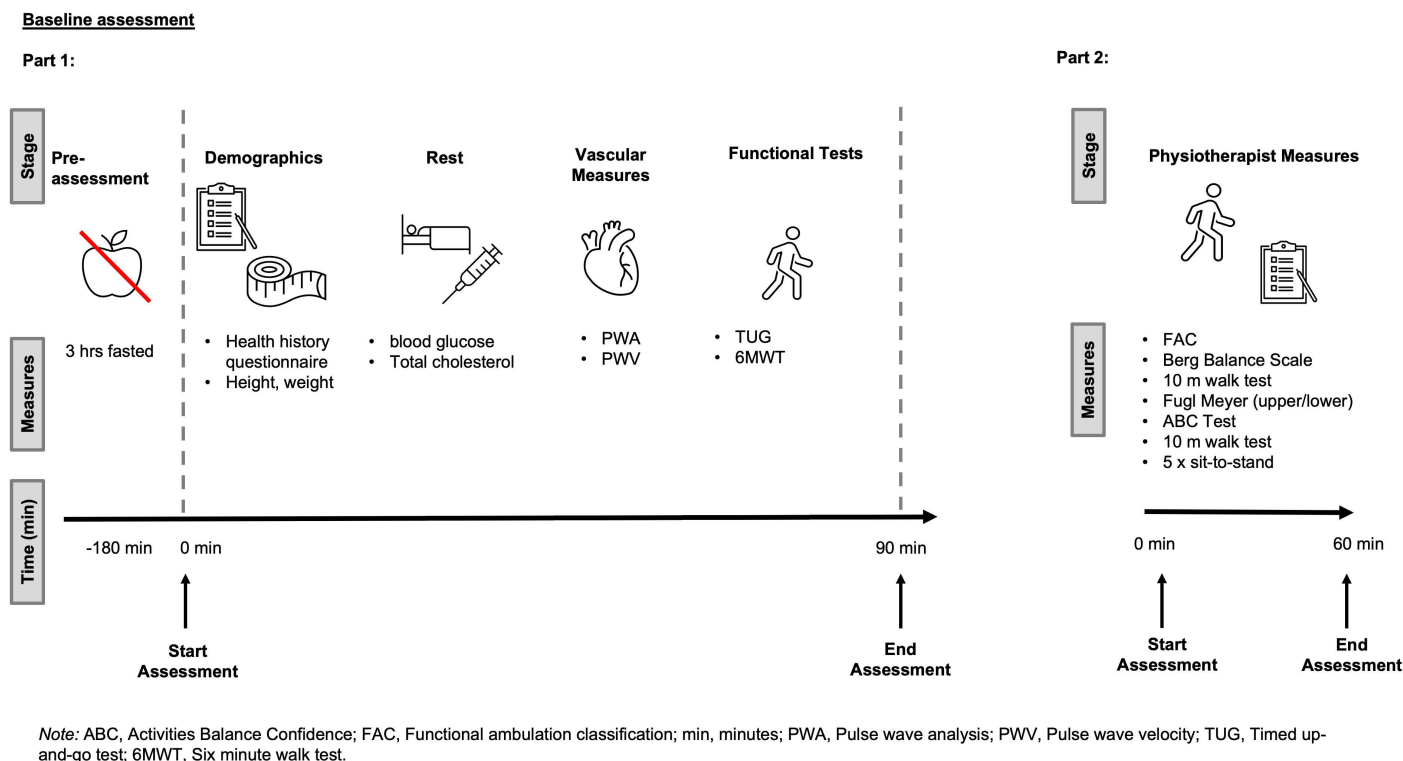 Baseline assessment
Part 1:
Part 2:
Stage
Pre-
assessment
Demographics
Rest
Vascular
Measures
Functional Tests
Stage
Physiotherapist Measures
Measures
3 hrs fasted
• Health history
questionnaire
• Height, weight
• blood glucose
• Total cholesterol
• PWA
• PWV
• TUG
• 6MWT
Measures
• FAC
• Berg Balance Scale
• 10 m walk test
• Fugl Meyer (upper/lower)
• ABC Test
• 10 m walk test
• 5 x sit-to-stand
Time (min)
-180 min
0 min
90 min
0 min
60 min
Start
Assessment
End
Assessment
Start
Assessment
End
Assessment
Note: ABC, Activities Balance Confidence; FAC, Functional ambulation classification; min, minutes; PWA, Pulse wave analysis; PWV, Pulse wave velocity; TUG, Timed up-
and-go test; 6MWT, Six minute walk test.